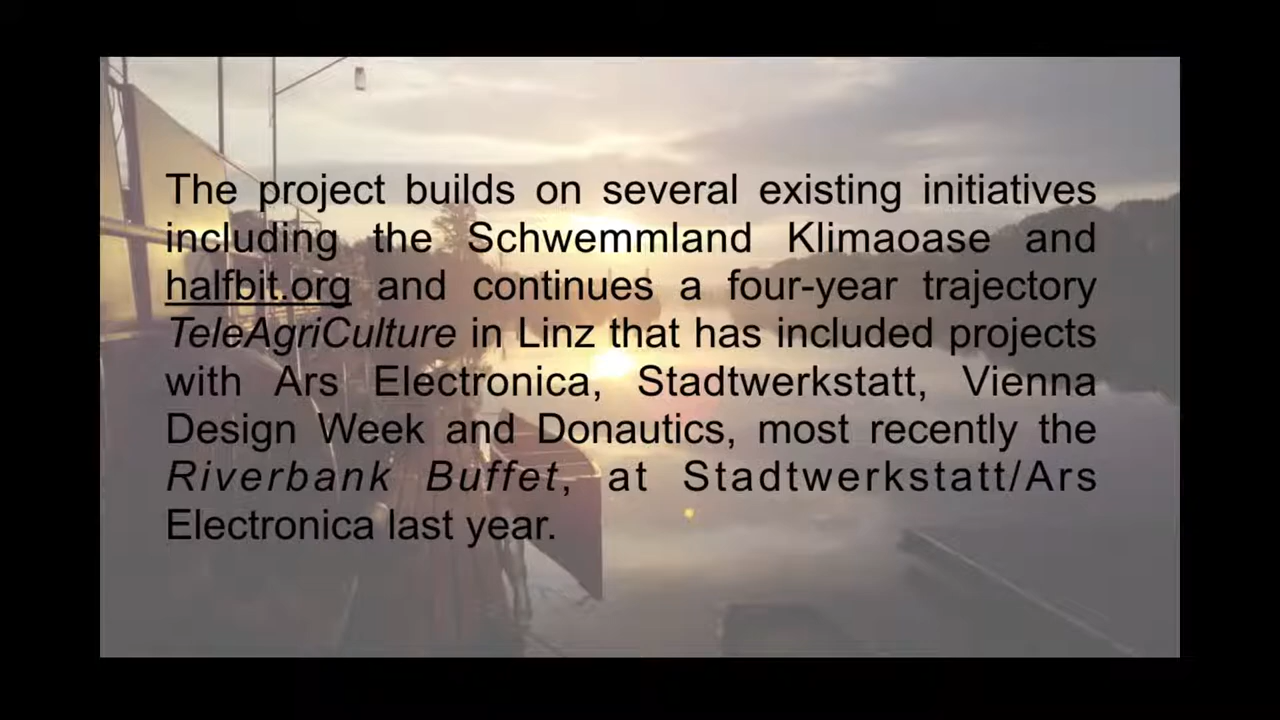 The project builds on several existing initiatives
including the Schwemmland Klimaoase and
halfbit.org and continues a four-year trajectory
TeleAgriCulture in Linz that has included projects
with Ars Electronica, Stadtwerkstatt, Vienna
Design Week and Donautics, most recently the
Riverbank Buffet, at Stadtwerkstatt/Ars
Electronica last year.